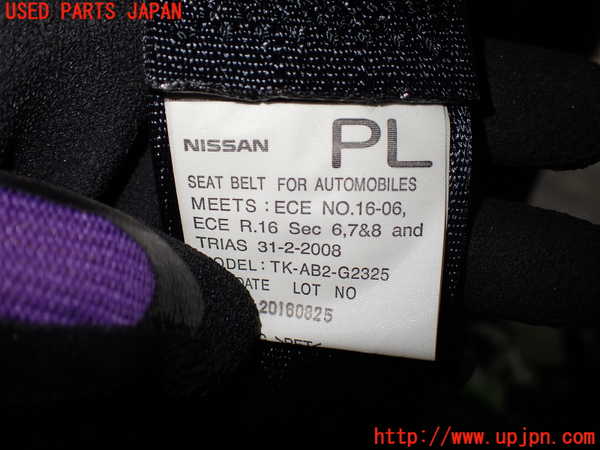 USED PARTS JAPAN
NISSAN PL
SEAT BELT FOR AUTOMOBILES
MEETS : ECE NO.16-06,
ECE R.16 Sec 6,7&8 and
TRIAS 31-2-2008
MODEL: TK-AB2-G2325
DATE LOT NO
20160825
>PET<
http://www.upjpn.com